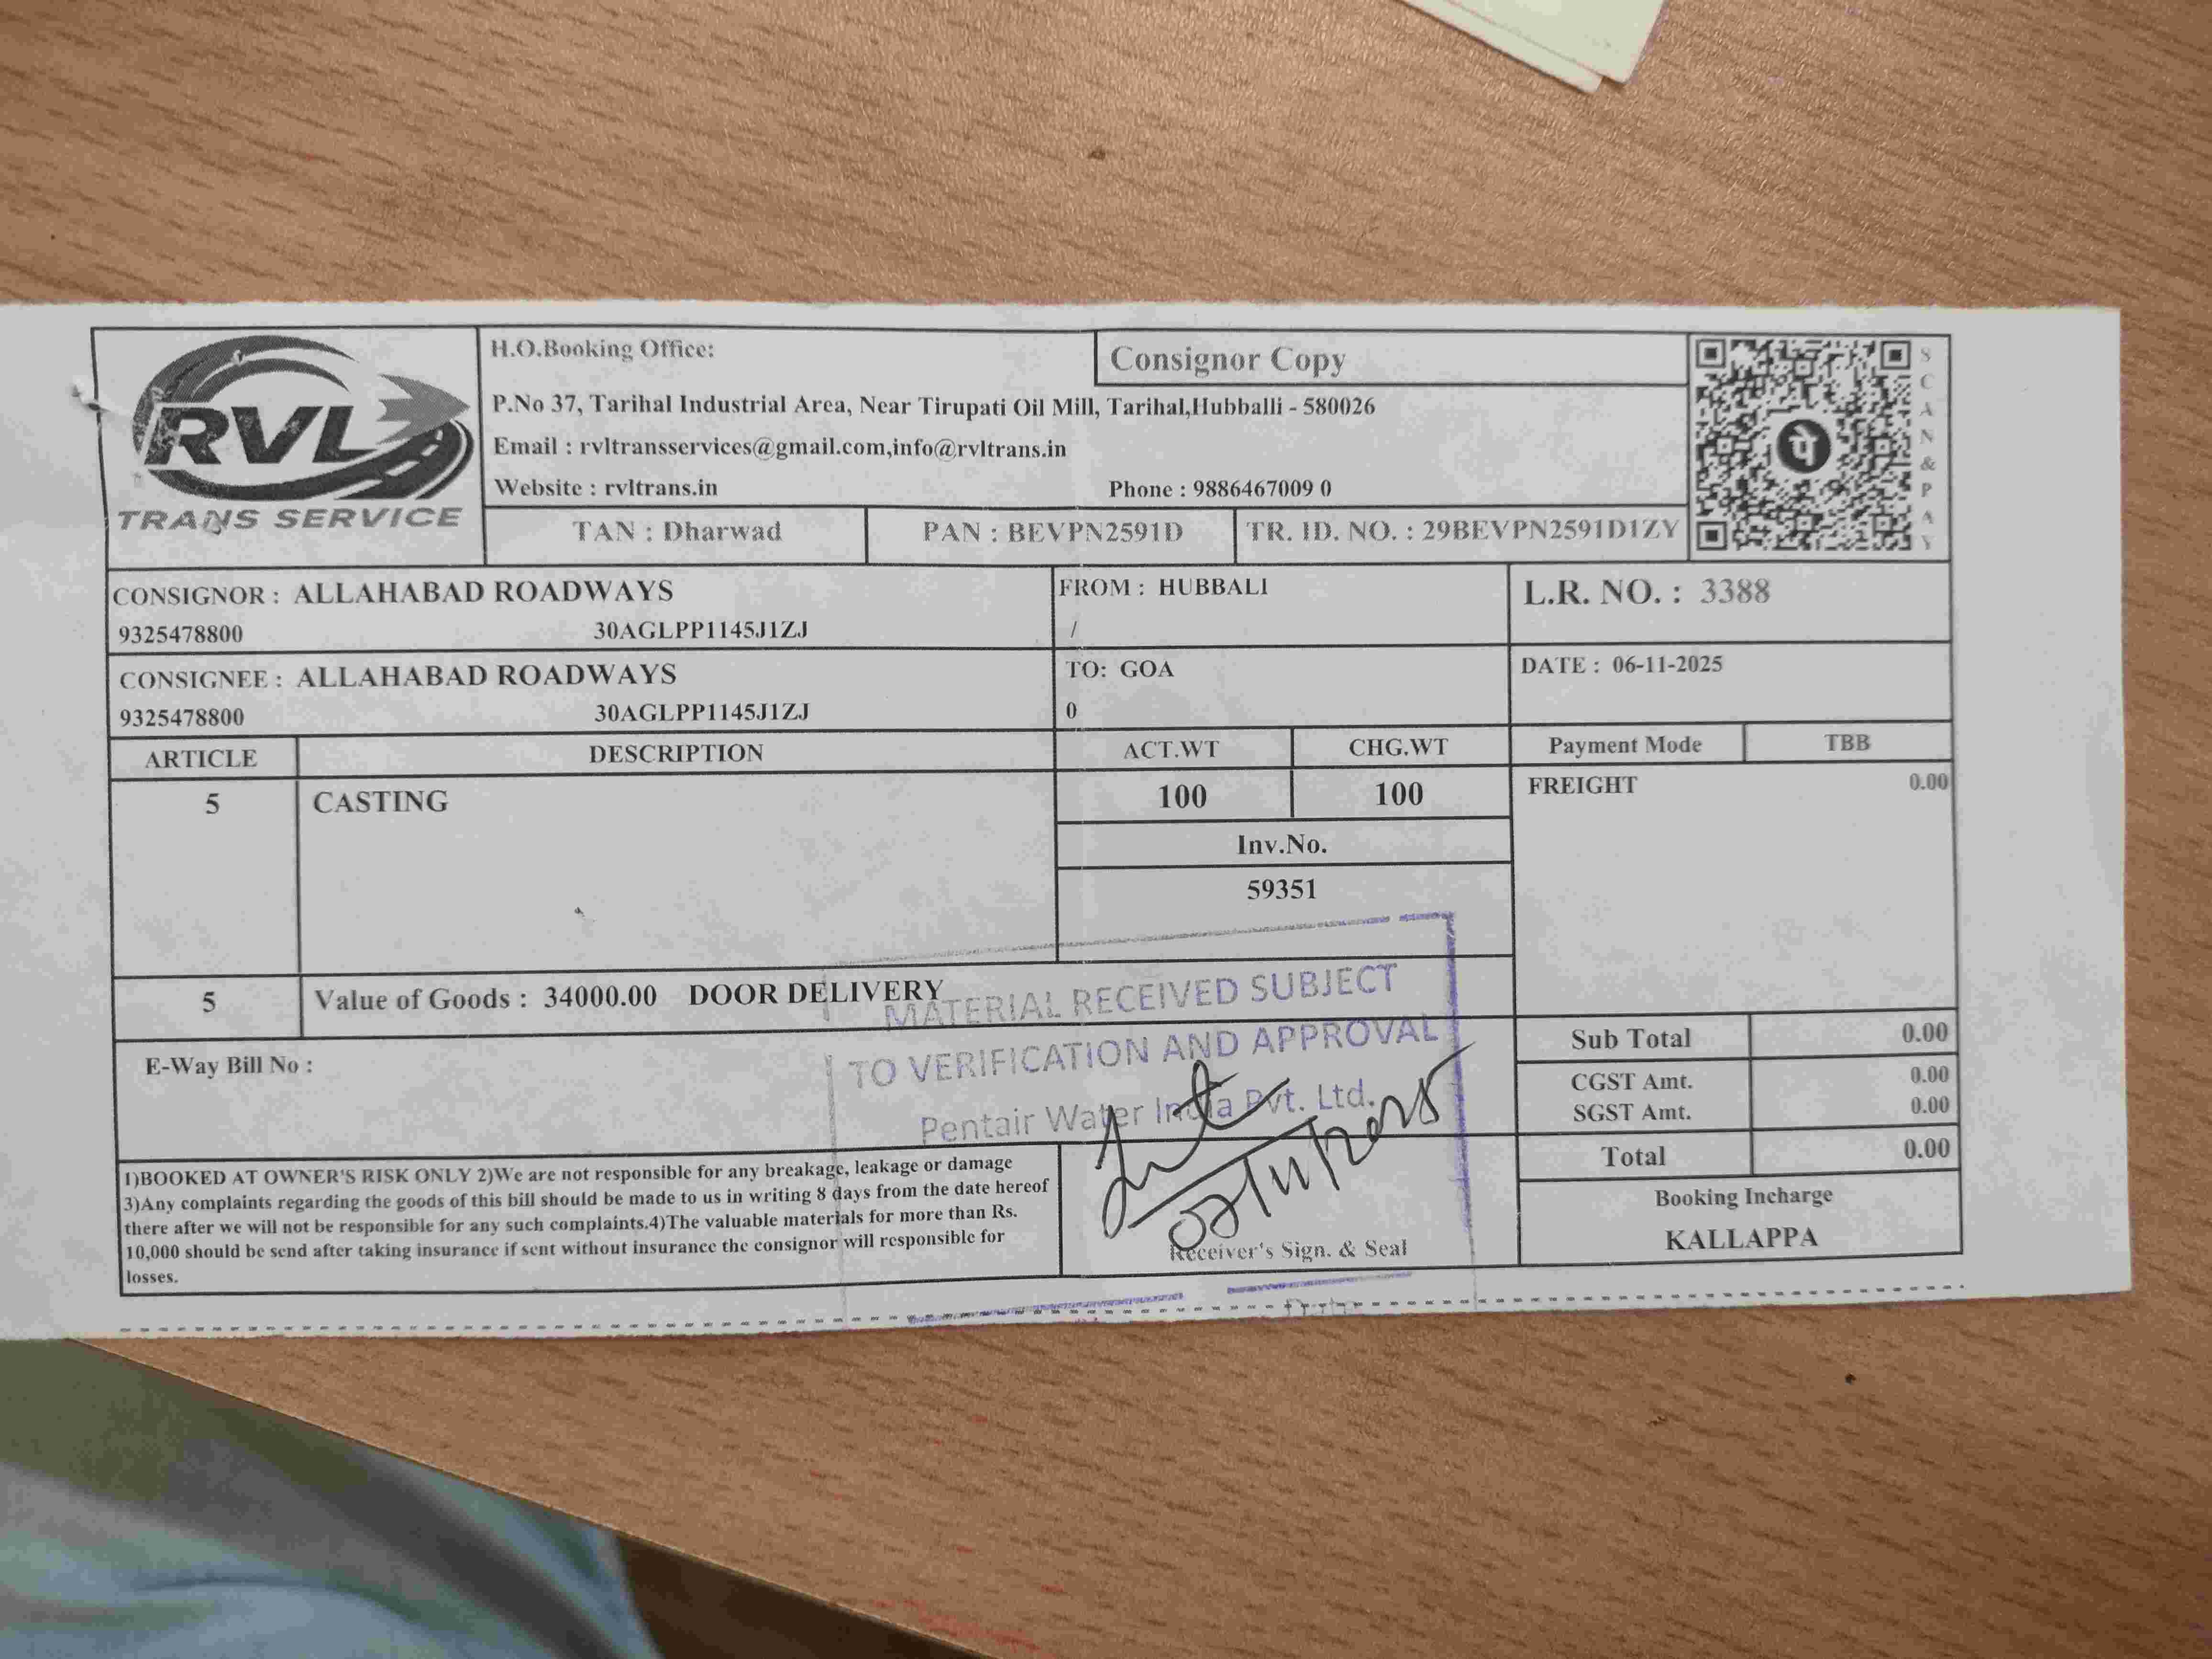 RVL
TRANS SERVICE
H.O.Booking Office:
Consignor Copy
P.No 37, Tarihal Industrial Area, Near Tirupati Oil Mill, Tarihal,Hubballi - 580026
Email : rvltransservices@gmail.com,info@rvltrans.in
Website : rvltrans.in Phone : 9886467009 0
TAN : Dharwad PAN : BEVPN2591D TR. ID. NO. : 29BEVPN2591D1ZY
पे
SCAN & PAY
CONSIGNOR : ALLAHABAD ROADWAYS FROM : HUBBALI L.R. NO. : 3388
9325478800 30AGLPP1145J1ZJ /
CONSIGNEE : ALLAHABAD ROADWAYS TO: GOA DATE : 06-11-2025
9325478800 30AGLPP1145J1ZJ 0
ARTICLE DESCRIPTION ACT.WT CHG.WT Payment Mode TBB
5 CASTING 100 100 FREIGHT 0.00
Inv.No.
59351
5 Value of Goods : 34000.00 DOOR DELIVERY
MATERIAL RECEIVED SUBJECT
TO VERIFICATION AND APPROVAL
Pentair Water India Pvt. Ltd.
E-Way Bill No :
Sub Total 0.00
CGST Amt. 0.00
SGST Amt. 0.00
Total 0.00
1)BOOKED AT OWNER'S RISK ONLY 2)We are not responsible for any breakage, leakage or damage
3)Any complaints regarding the goods of this bill should be made to us in writing 8 days from the date hereof
there after we will not be responsible for any such complaints.4)The valuable materials for more than Rs.
10,000 should be send after taking insurance if sent without insurance the consignor will responsible for
losses.
Receiver's Sign. & Seal
Booking Incharge
KALLAPPA